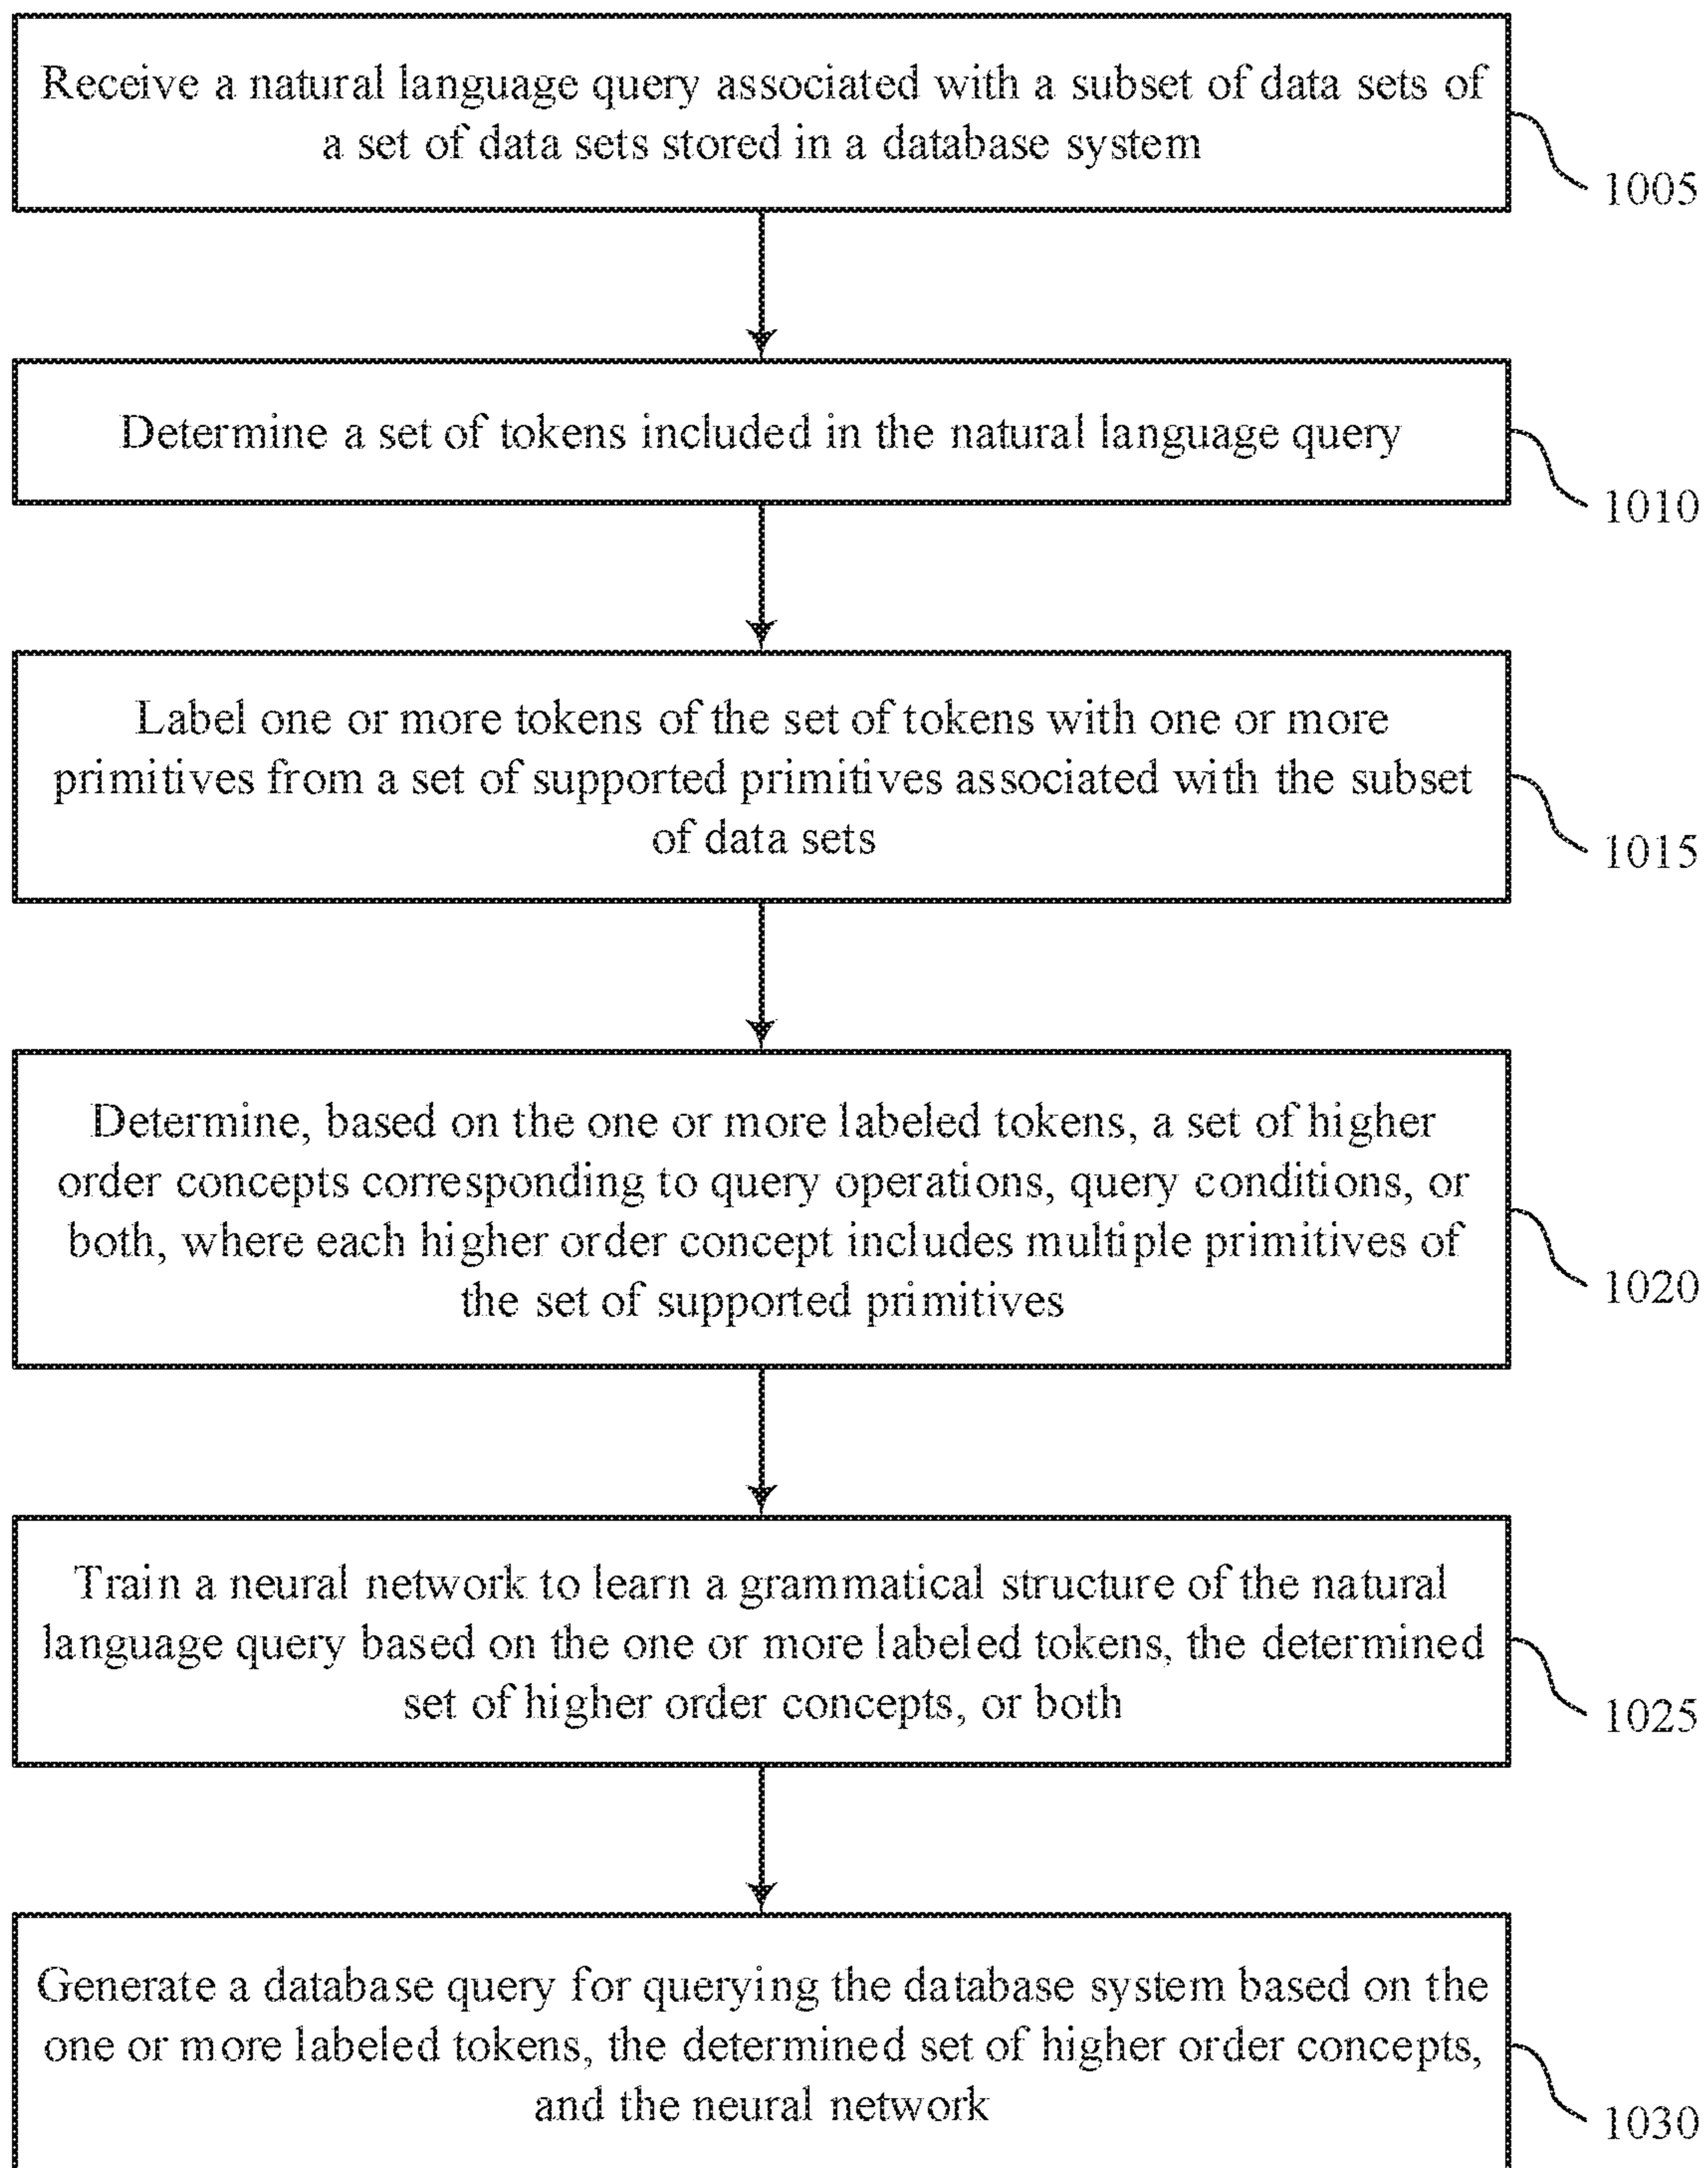 Receive a natural language query associated with a subset of data sets of
a set of data sets stored in a database system
1005
Determine a set of tokens included in the natural language query
1010
Label one or more tokens of the set of tokens with one or more
primitives from a set of supported primitives associated with the subset
of data sets
1015
Determine, based on the one or more labeled tokens, a set of higher
order concepts corresponding to query operations, query conditions, or
both, where each higher order concept includes multiple primitives of
the set of supported primitives
1020
Train a neural network to learn a grammatical structure of the natural
language query based on the one or more labeled tokens, the determined
set of higher order concepts, or both
1025
Generate a database query for querying the database system based on the
one or more labeled tokens, the determined set of higher order concepts,
and the neural network
1030